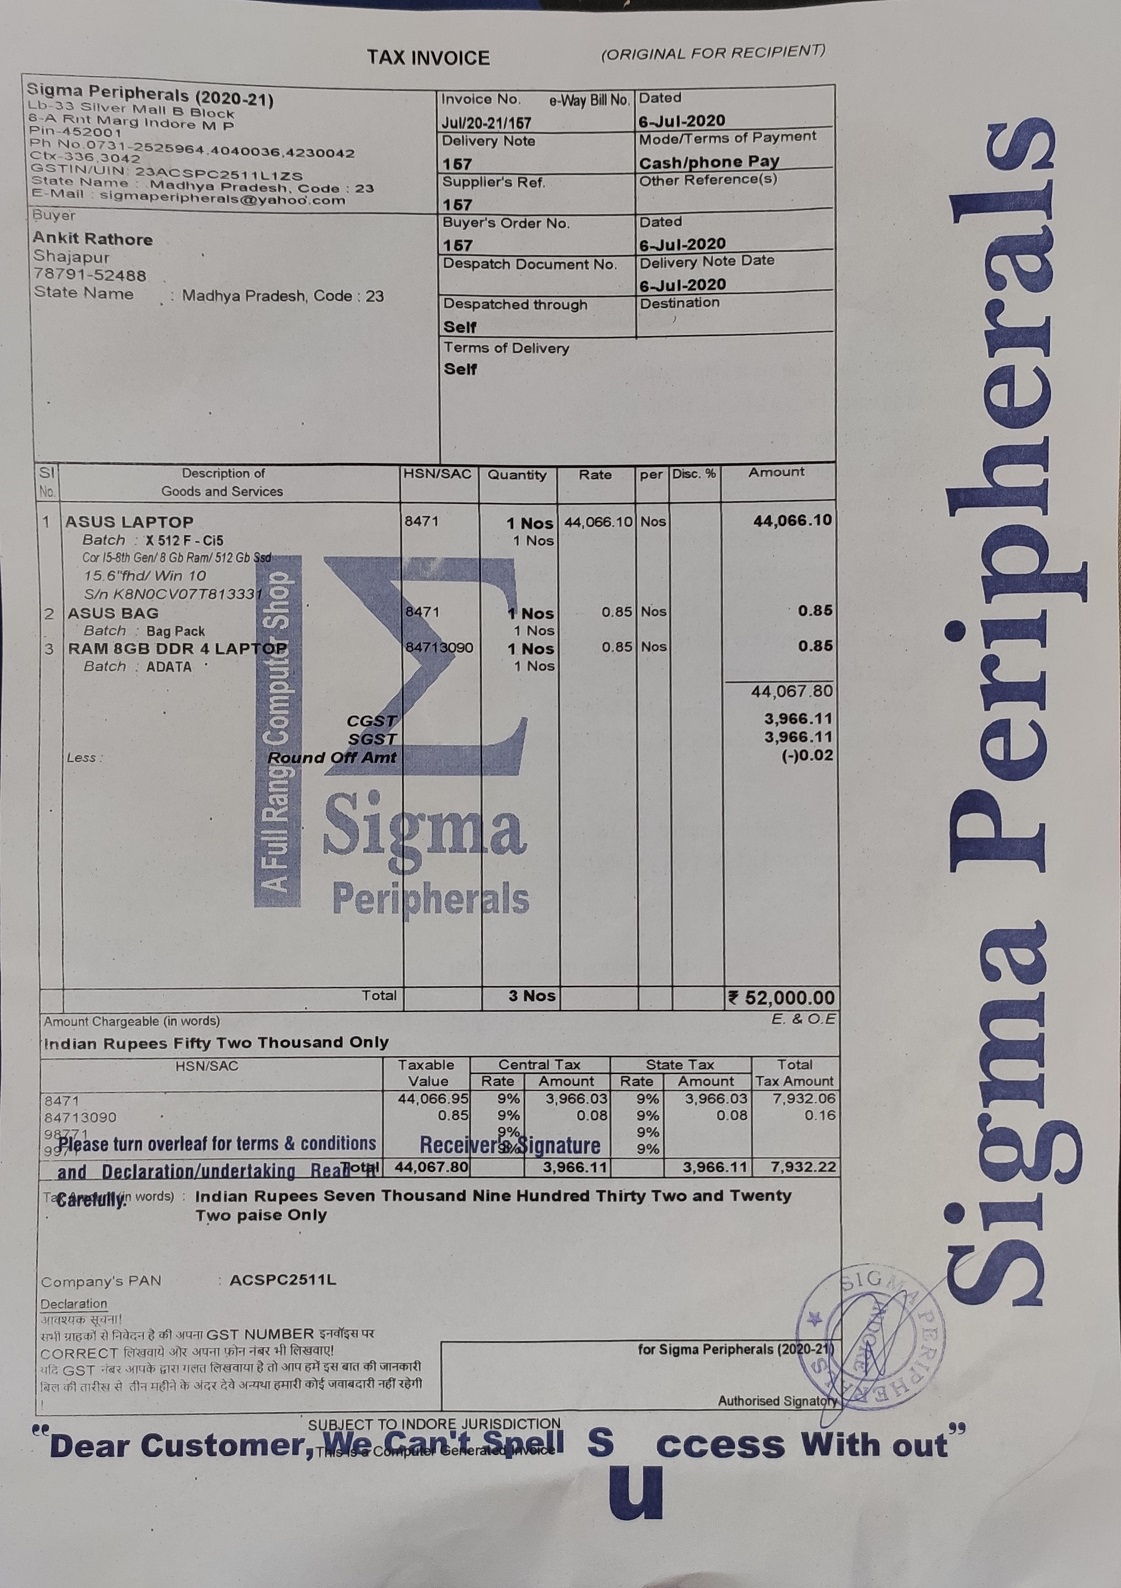 TAX INVOICE
(ORIGINAL FOR RECIPIENT)
Sigma Peripherals (2020-21)
Lb-33 Silver Mall B Block
8-A Rnt Marg Indore M P
Pin-452001
Ph No.0731-2525964,4040036,4230042
Ctx-336,3042
GSTIN/UIN: 23ACSPC2511L1ZS
State Name : Madhya Pradesh, Code : 23
E-Mail : sigmaperipherals@yahoo.com
Invoice No. e-Way Bill No. Dated
Jul/20-21/157 6-Jul-2020
Delivery Note Mode/Terms of Payment
157 Cash/phone Pay
Supplier's Ref. Other Reference(s)
157
Buyer
Ankit Rathore
Shajapur
78791-52488
State Name : Madhya Pradesh, Code : 23
Buyer's Order No. Dated
157 6-Jul-2020
Despatch Document No. Delivery Note Date
6-Jul-2020
Despatched through Destination
Self
Terms of Delivery
Self
Sl No. Description of Goods and Services HSN/SAC Quantity Rate per Disc. % Amount
1 ASUS LAPTOP 8471 1 Nos 44,066.10 Nos 44,066.10
Batch : X 512 F - Ci5 1 Nos
Cor I5-8th Gen/ 8 Gb Ram/ 512 Gb Ssd
15.6"fhd/ Win 10
S/n K8N0CV07T813331
2 ASUS BAG 8471 1 Nos 0.85 Nos 0.85
Batch : Bag Pack 1 Nos
3 RAM 8GB DDR 4 LAPTOP 84713090 1 Nos 0.85 Nos 0.85
Batch : ADATA 1 Nos
44,067.80
CGST 3,966.11
SGST 3,966.11
Less : Round Off Amt (-)0.02
A Full Range Computer Shop
Sigma
Peripherals
Total 3 Nos ₹ 52,000.00
Amount Chargeable (in words) E. & O.E
Indian Rupees Fifty Two Thousand Only
HSN/SAC Taxable Value Central Tax State Tax Total Tax Amount
Rate Amount Rate Amount
8471 44,066.95 9% 3,966.03 9% 3,966.03 7,932.06
84713090 0.85 9% 0.08 9% 0.08 0.16
98771 9% 9%
9% 9%
Total 44,067.80 3,966.11 3,966.11 7,932.22
Please turn overleaf for terms & conditions
and Declaration/undertaking Read it
Carefully.
Receiver's Signature
Tax Amount (in words) : Indian Rupees Seven Thousand Nine Hundred Thirty Two and Twenty
Two paise Only
Company's PAN : ACSPC2511L
Declaration
आवश्यक सूचना!
सभी ग्राहकों से निवेदन है की अपना GST NUMBER इनवॉइस पर
CORRECT लिखवाये ओर अपना फ़ोन नंबर भी लिखवाए!
यदि GST नंबर आपके द्वारा गलत लिखवाया है तो आप हमें इस बात की जानकारी
बिल की तारीख से तीन महीने के अंदर देवे अन्यथा हमारी कोई जवाबदारी नहीं रहेगी
!
for Sigma Peripherals (2020-21)
Authorised Signatory
SIGMA PERIPHERALS
INDORE
SUBJECT TO INDORE JURISDICTION
This is a Computer Generated Invoice
"Dear Customer, We Can't Spell S ccess With out"
u
Sigma Peripherals